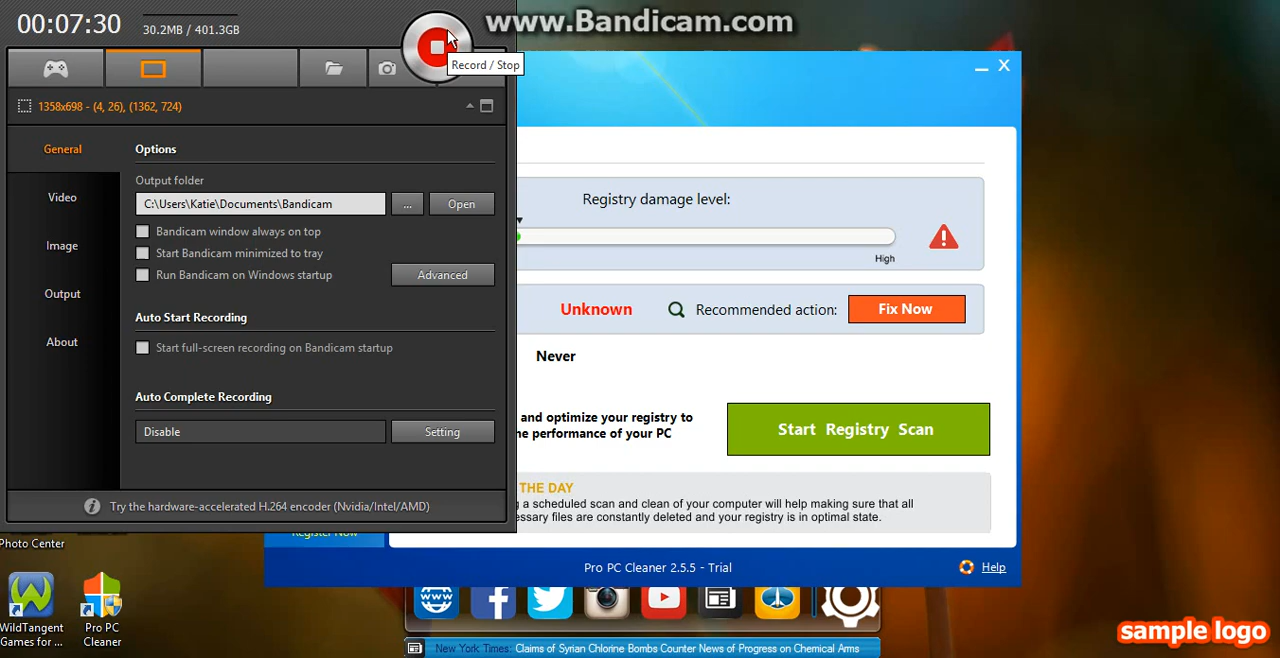 00:07:30
30.2MB / 401.3GB
www.Bandicam.com
Record / Stop
1358x698 - (4, 26), (1362, 724)
General
Video
Image
Output
About
Options
Output folder
C:\Users\Katie\Documents\Bandicam
...
Open
Bandicam window always on top
Start Bandicam minimized to tray
Run Bandicam on Windows startup
Advanced
Auto Start Recording
Start full-screen recording on Bandicam startup
Auto Complete Recording
Disable
Setting
Try the hardware-accelerated H.264 encoder (Nvidia/Intel/AMD)
Registry damage level:
High
Unknown
Recommended action:
Fix Now
Never
and optimize your registry to
performance of your PC
Start Registry Scan
THE DAY
a scheduled scan and clean of your computer will help making sure that all
files are constantly deleted and your registry is in optimal state.
Register Now
Pro PC Cleaner 2.5.5 - Trial
Help
Photo Center
WildTangent
Games for ...
Pro PC
Cleaner
www
New York Times: Claims of Syrian Chlorine Bombs Counter News of Progress on Chemical Arms
sample logo